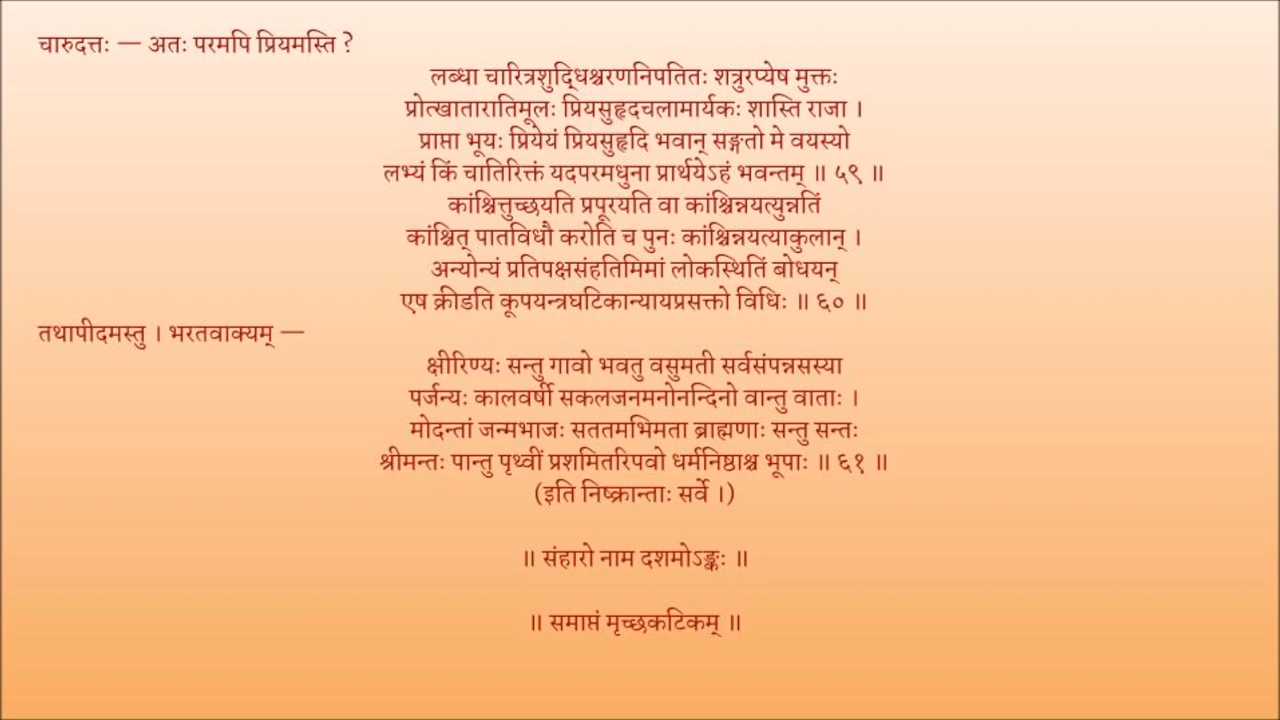 चारुदत्तः — अतः परमपि प्रियमस्ति ?
लब्धा चारित्रशुद्धिश्चरणनिपतितः शत्रुरप्येष मुक्तः
प्रोत्खातारातिमूलः प्रियसुहृदचलामार्यकः शास्ति राजा ।
प्राप्ता भूयः प्रियेयं प्रियसुहृदि भवान् सङ्गतो मे वयस्यो
लभ्यं किं चातिरिक्तं यदपरमधुना प्रार्थयेऽहं भवन्तम् ॥ ५९ ॥
कांश्चित्तुच्छयति प्रपूरयति वा कांश्चिन्नयत्युन्नतिं
कांश्चित् पातविधौ करोति च पुनः कांश्चिन्नयत्याकुलान् ।
अन्योन्यं प्रतिपक्षसंहतिमिमां लोकस्थितिं बोधयन्
एष क्रीडति कूपयन्त्रघटिकान्यायप्रसक्तो विधिः ॥ ६० ॥
तथापीदमस्तु । भरतवाक्यम् —
क्षीरिण्यः सन्तु गावो भवतु वसुमती सर्वसंपन्नसस्या
पर्जन्यः कालवर्षी सकलजनमनोनन्दिनो वान्तु वाताः ।
मोदन्तां जन्मभाजः सततमभिमता ब्राह्मणाः सन्तु सन्तः
श्रीमन्तः पान्तु पृथ्वीं प्रशमितरिपवो धर्मनिष्ठाश्च भूपाः ॥ ६१ ॥
(इति निष्क्रान्ताः सर्वे ।)
॥ संहारो नाम दशमोऽङ्कः ॥
॥ समाप्तं मृच्छकटिकम् ॥